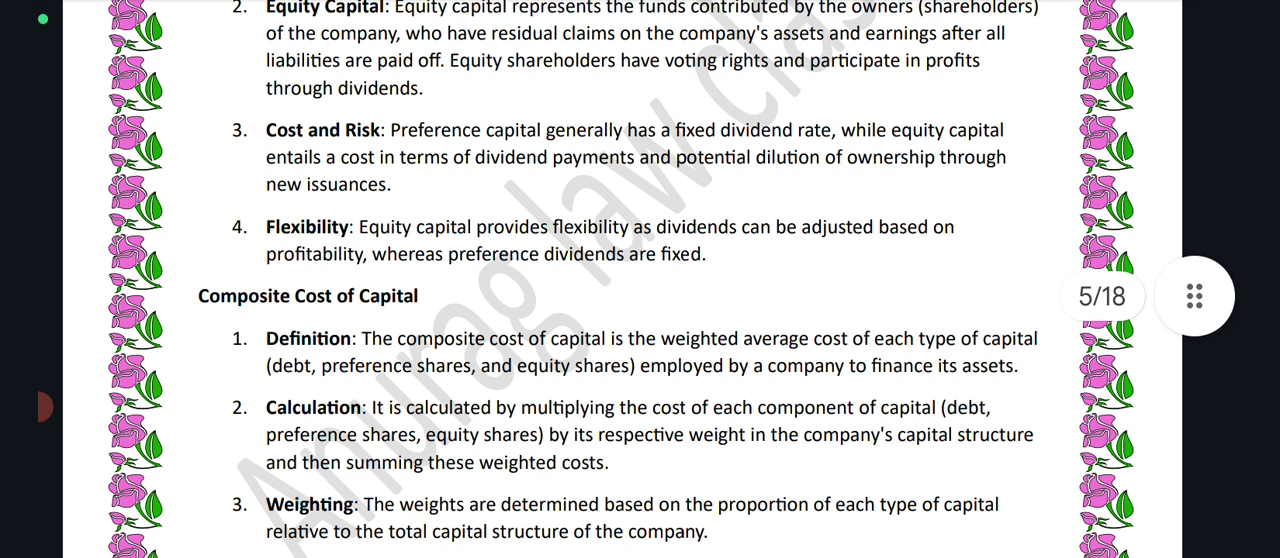 2. Equity Capital: Equity capital represents the funds contributed by the owners (shareholders)
of the company, who have residual claims on the company's assets and earnings after all
liabilities are paid off. Equity shareholders have voting rights and participate in profits
through dividends.
3. Cost and Risk: Preference capital generally has a fixed dividend rate, while equity capital
entails a cost in terms of dividend payments and potential dilution of ownership through
new issuances.
4. Flexibility: Equity capital provides flexibility as dividends can be adjusted based on
profitability, whereas preference dividends are fixed.
Composite Cost of Capital
1. Definition: The composite cost of capital is the weighted average cost of each type of capital
(debt, preference shares, and equity shares) employed by a company to finance its assets.
2. Calculation: It is calculated by multiplying the cost of each component of capital (debt,
preference shares, equity shares) by its respective weight in the company's capital structure
and then summing these weighted costs.
3. Weighting: The weights are determined based on the proportion of each type of capital
relative to the total capital structure of the company.
5/18
Anurag law